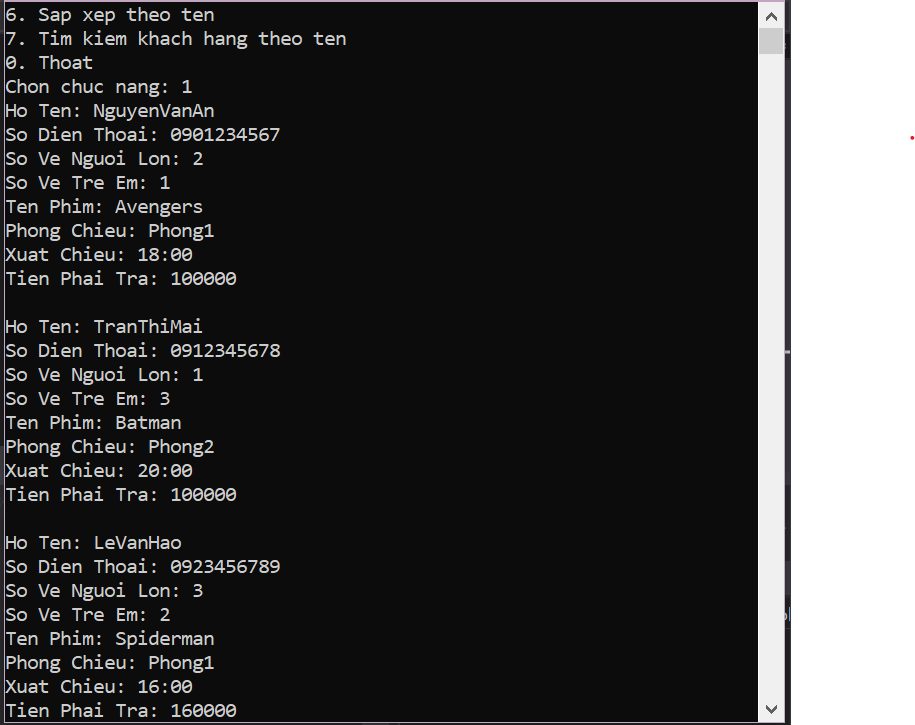 6. Sap xep theo ten
7. Tim kiem khach hang theo ten
0. Thoat
Chon chuc nang: 1
Ho Ten: NguyenVanAn
So Dien Thoai: 0901234567
So Ve Nguoi Lon: 2
So Ve Tre Em: 1
Ten Phim: Avengers
Phong Chieu: Phong1
Xuat Chieu: 18:00
Tien Phai Tra: 100000

Ho Ten: TranThiMai
So Dien Thoai: 0912345678
So Ve Nguoi Lon: 1
So Ve Tre Em: 3
Ten Phim: Batman
Phong Chieu: Phong2
Xuat Chieu: 20:00
Tien Phai Tra: 100000

Ho Ten: LeVanHao
So Dien Thoai: 0923456789
So Ve Nguoi Lon: 3
So Ve Tre Em: 2
Ten Phim: Spiderman
Phong Chieu: Phong1
Xuat Chieu: 16:00
Tien Phai Tra: 160000